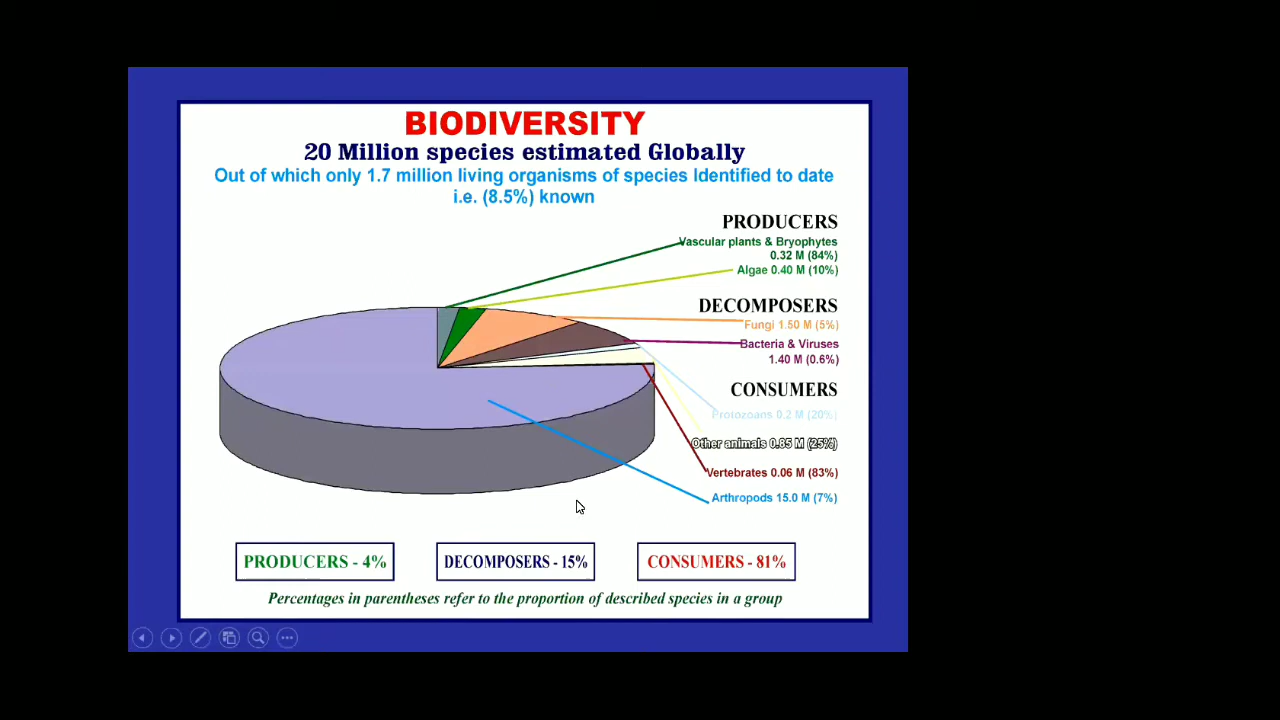 BIODIVERSITY
20 Million species estimated Globally
Out of which only 1.7 million living organisms of species Identified to date
i.e. (8.5%) known
PRODUCERS
Vascular plants & Bryophytes
0.32 M (84%)
Algae 0.40 M (10%)
DECOMPOSERS
Fungi 1.50 M (5%)
Bacteria & Viruses
1.40 M (0.6%)
CONSUMERS
Protozoans 0.2 M (20%)
Other animals 0.85 M (25%)
Vertebrates 0.06 M (83%)
Arthropods 15.0 M (7%)
PRODUCERS - 4%
DECOMPOSERS - 15%
CONSUMERS - 81%
Percentages in parentheses refer to the proportion of described species in a group